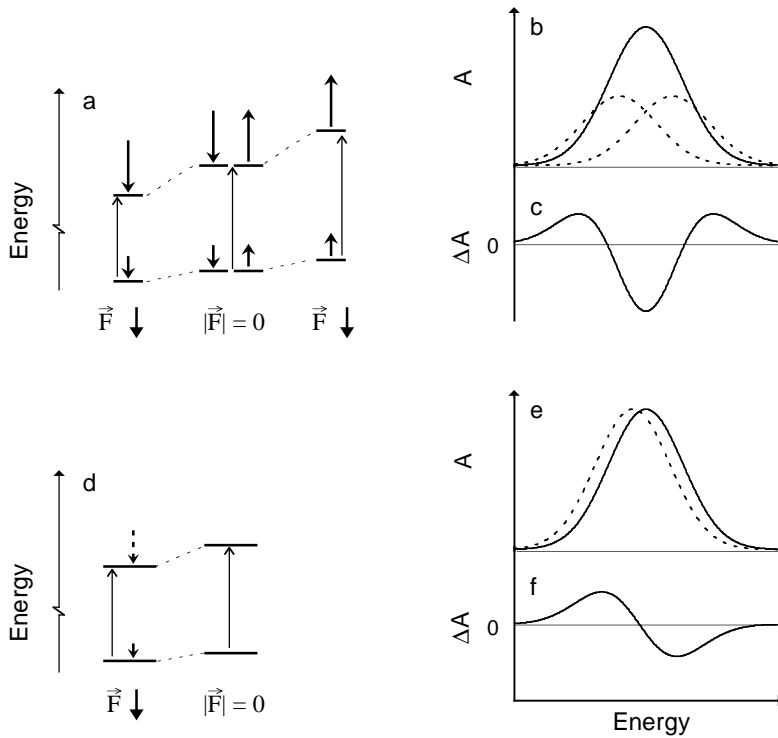 a
Energy
F⃗ |F⃗| = 0 F⃗
b
A
c
ΔA 0
d
Energy
F⃗ |F⃗| = 0
e
A
f
ΔA 0
Energy